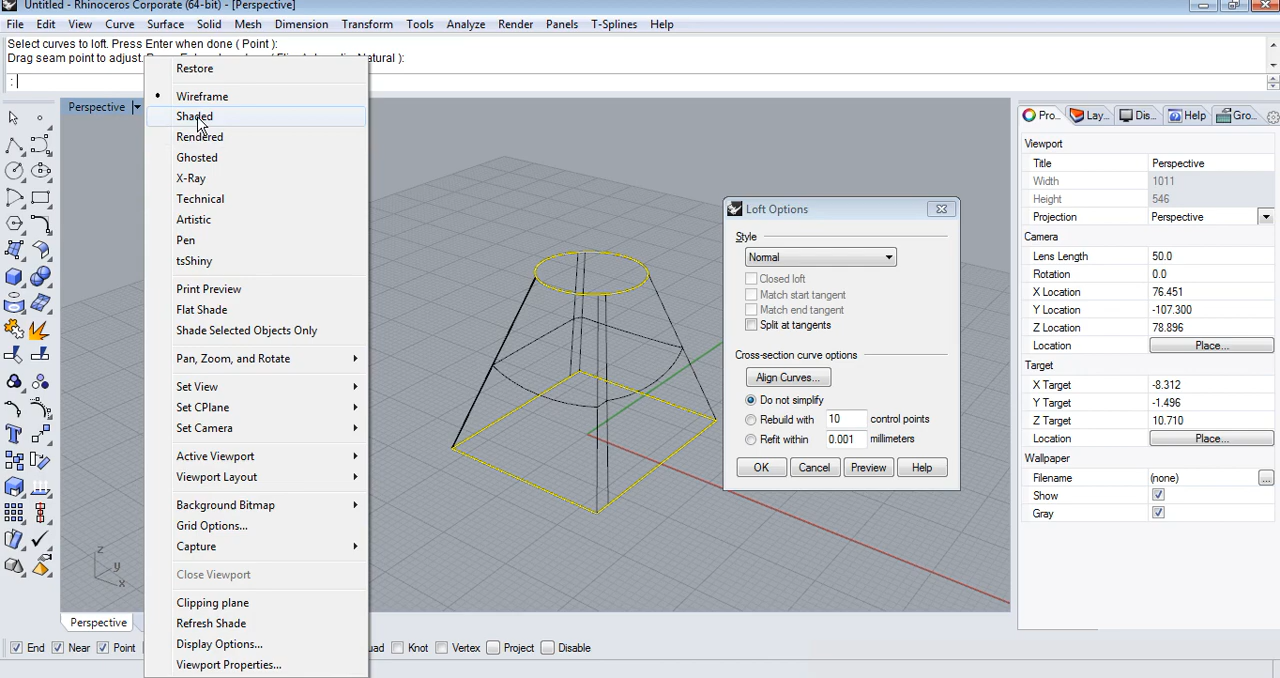 Untitled - Rhinoceros Corporate (64-bit) - [Perspective]
File Edit View Curve Surface Solid Mesh Dimension Transform Tools Analyze Render Panels T-Splines Help
Select curves to loft. Press Enter when done ( Point ):
Drag seam point to adjust. Natural ):
:
Perspective
Restore
Wireframe
Shaded
Rendered
Ghosted
X-Ray
Technical
Artistic
Pen
tsShiny
Print Preview
Flat Shade
Shade Selected Objects Only
Pan, Zoom, and Rotate
Set View
Set CPlane
Set Camera
Active Viewport
Viewport Layout
Background Bitmap
Grid Options...
Capture
Close Viewport
Clipping plane
Refresh Shade
Display Options...
Viewport Properties...
z
y
x
Loft Options
Style
Normal
Closed loft
Match start tangent
Match end tangent
Split at tangents
Cross-section curve options
Align Curves...
Do not simplify
Rebuild with 10 control points
Refit within 0.001 millimeters
OK Cancel Preview Help
Pro... Lay... Dis... Help Gro...
Viewport
Title Perspective
Width 1011
Height 546
Projection Perspective
Camera
Lens Length 50.0
Rotation 0.0
X Location 76.451
Y Location -107.300
Z Location 78.896
Location Place...
Target
X Target -8.312
Y Target -1.496
Z Target 10.710
Location Place...
Wallpaper
Filename (none) ...
Show
Gray
Perspective
End Near Point uad Knot Vertex Project Disable